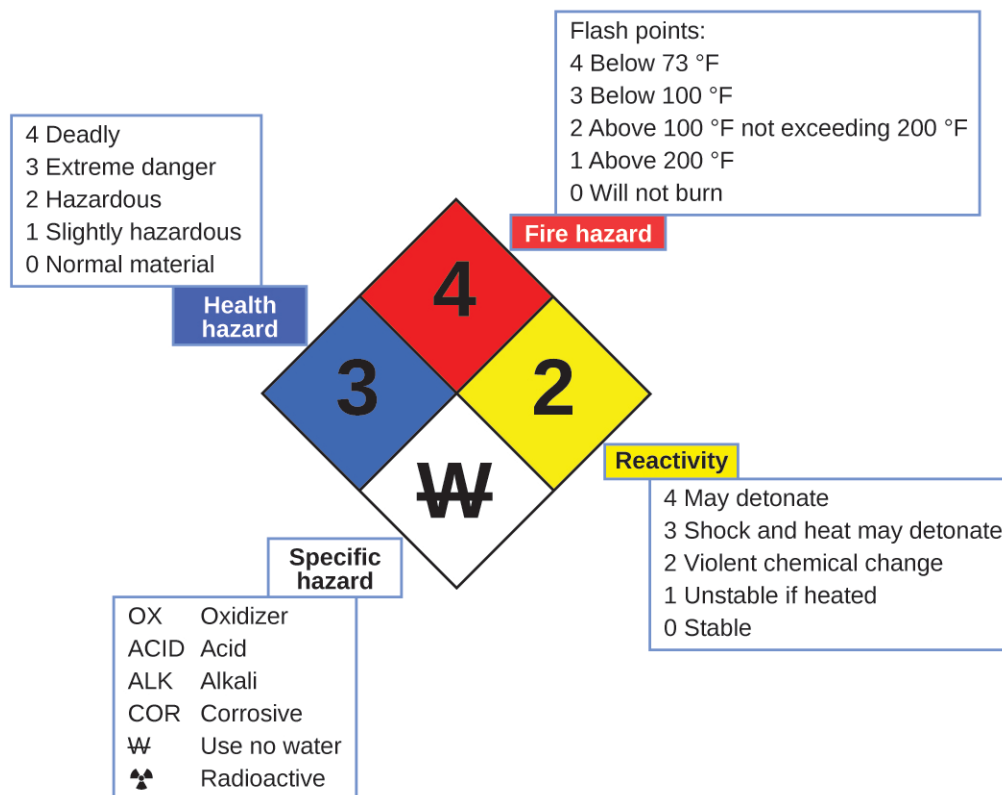 Flash points:
4 Below 73 °F
3 Below 100 °F
2 Above 100 °F not exceeding 200 °F
1 Above 200 °F
0 Will not burn
Fire hazard
4 Deadly
3 Extreme danger
2 Hazardous
1 Slightly hazardous
0 Normal material
Health
hazard
4
3
2
W
Reactivity
4 May detonate
3 Shock and heat may detonate
2 Violent chemical change
1 Unstable if heated
0 Stable
Specific
hazard
OX Oxidizer
ACID Acid
ALK Alkali
COR Corrosive
W Use no water
☢ Radioactive